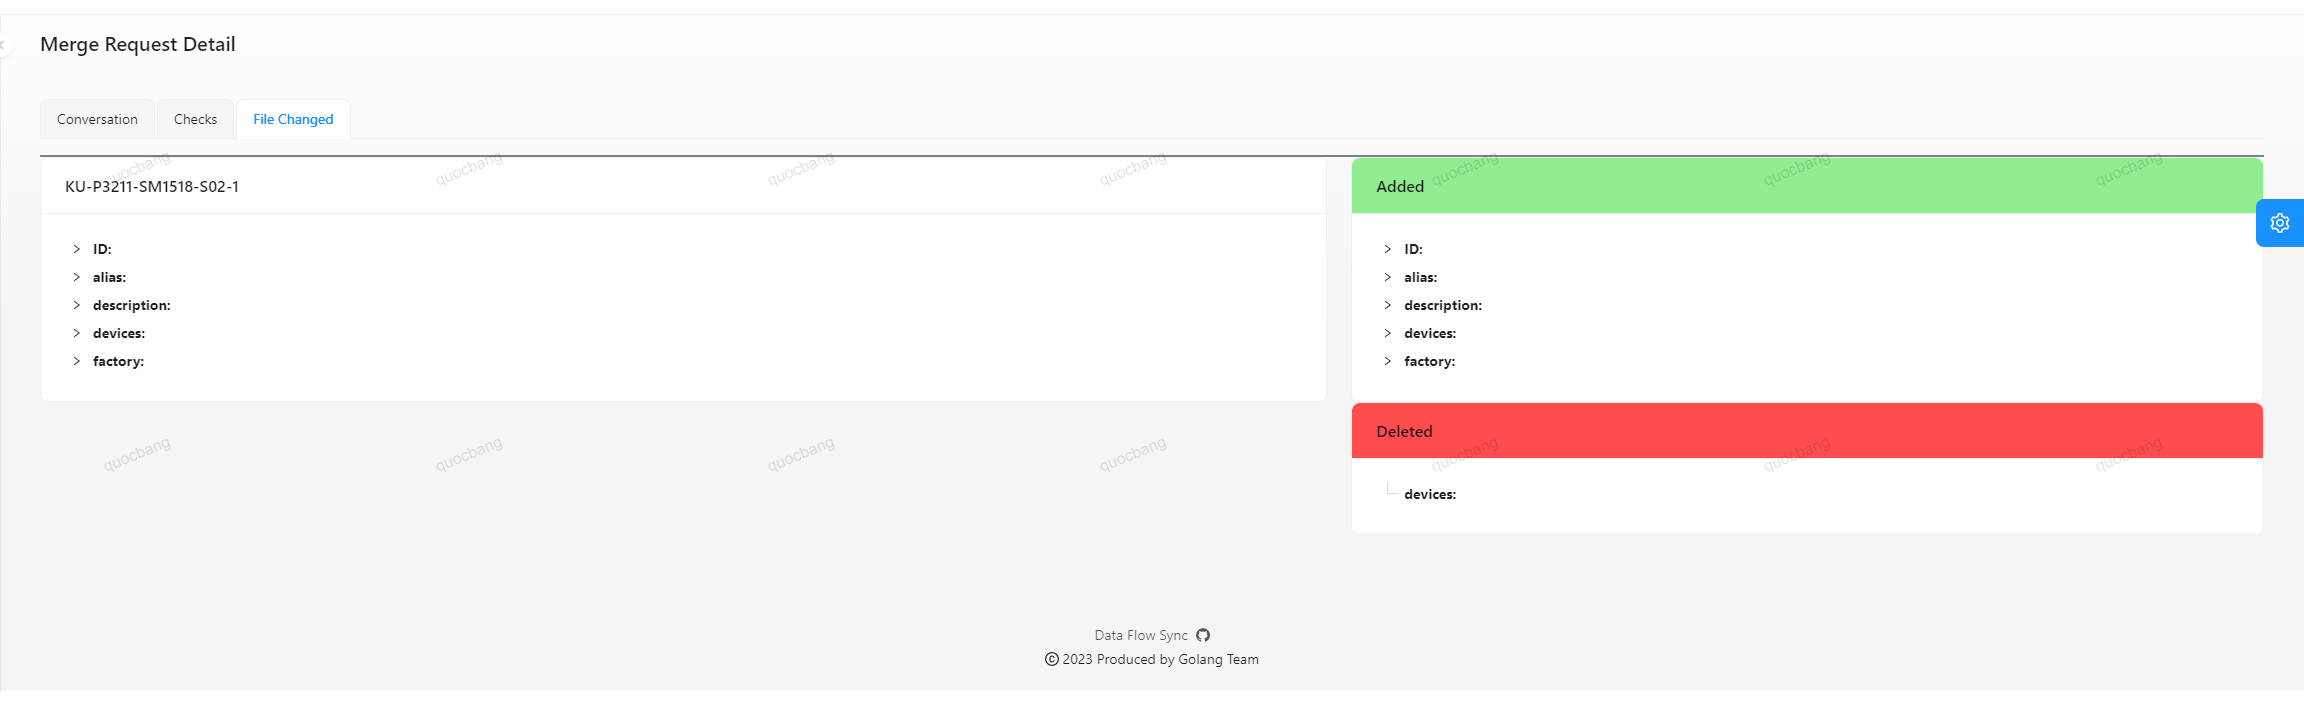 Merge Request Detail
Conversation
Checks
File Changed
quocbang quocbang quocbang quocbang quocbang quocbang quocbang
KU-P3211-SM1518-S02-1
ID:
alias:
description:
devices:
factory:
Added
ID:
alias:
description:
devices:
factory:
Deleted
devices:
quocbang quocbang quocbang quocbang quocbang quocbang quocbang
Data Flow Sync
© 2023 Produced by Golang Team